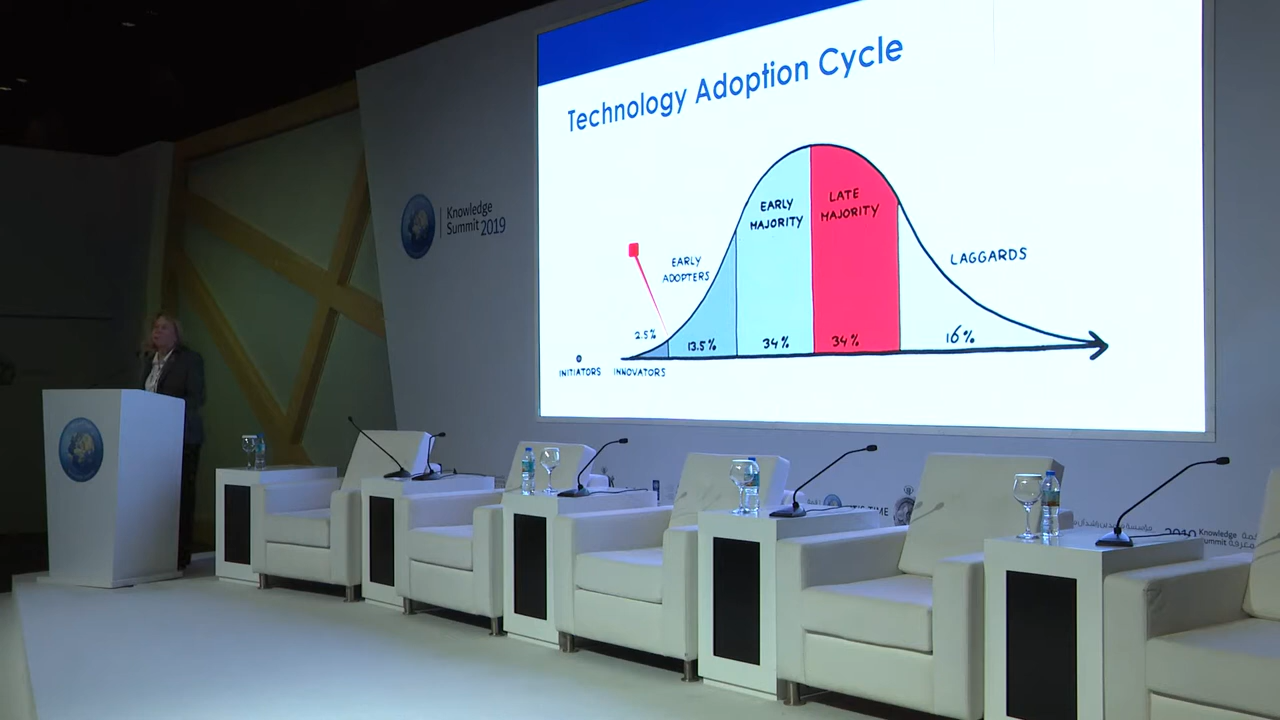 Technology Adoption Cycle
Knowledge
Summit 2019
EARLY
MAJORITY
LATE
MAJORITY
EARLY
ADOPTERS
LAGGARDS
2.5%
13.5%
34%
34%
16%
INITIATORS
INNOVATORS
TIME
Knowledge
Summit